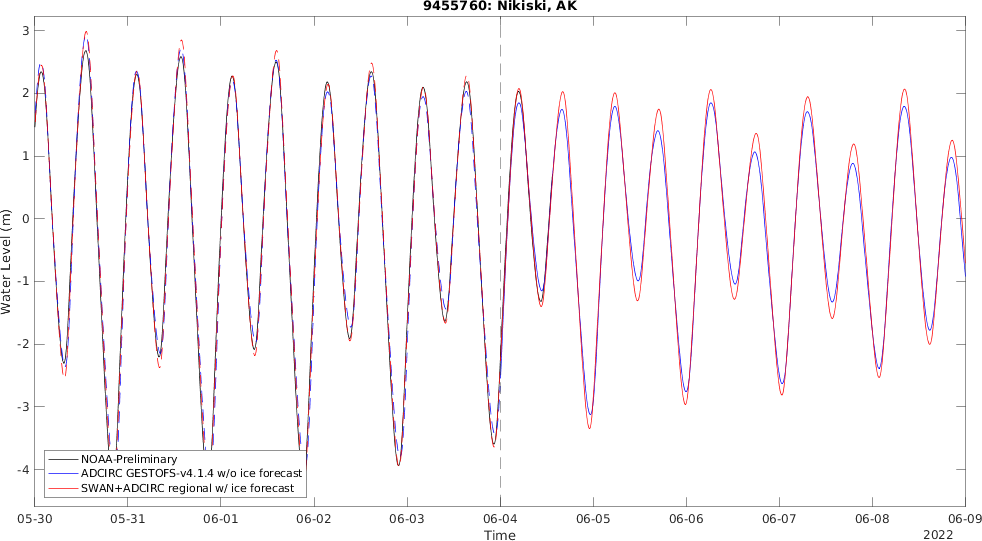 9455760: Nikiski, AK
Water Level (m)
3
2
1
0
-1
-2
-3
-4
NOAA-Preliminary
ADCIRC GESTOFS-v4.1.4 w/o ice forecast
SWAN+ADCIRC regional w/ ice forecast
05-30 05-31 06-01 06-02 06-03 06-04 06-05 06-06 06-07 06-08 06-09
Time
2022